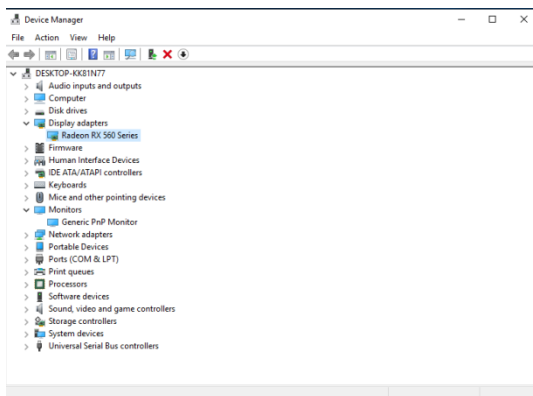 Device Manager
File Action View Help
DESKTOP-KK81N77
Audio inputs and outputs
Computer
Disk drives
Display adapters
Radeon RX 560 Series
Firmware
Human Interface Devices
IDE ATA/ATAPI controllers
Keyboards
Mice and other pointing devices
Monitors
Generic PnP Monitor
Network adapters
Portable Devices
Ports (COM & LPT)
Print queues
Processors
Software devices
Sound, video and game controllers
Storage controllers
System devices
Universal Serial Bus controllers